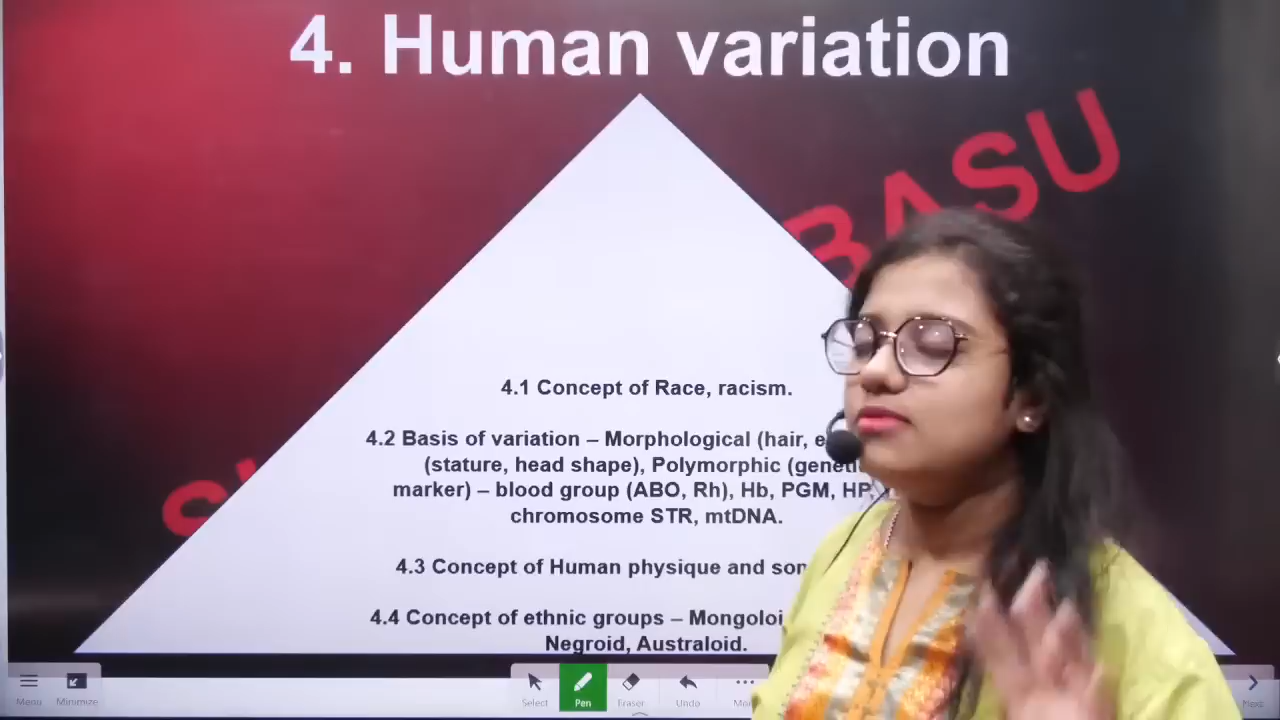 4. Human variation
BASU
4.1 Concept of Race, racism.
4.2 Basis of variation – Morphological (hair,
(stature, head shape), Polymorphic
marker) – blood group (ABO, Rh), Hb, PGM, HP,
chromosome STR, mtDNA.
4.3 Concept of Human physique and
4.4 Concept of ethnic groups –
Negroid, Australoid.
Menu
Minimize
Select
Pen
Eraser
Undo